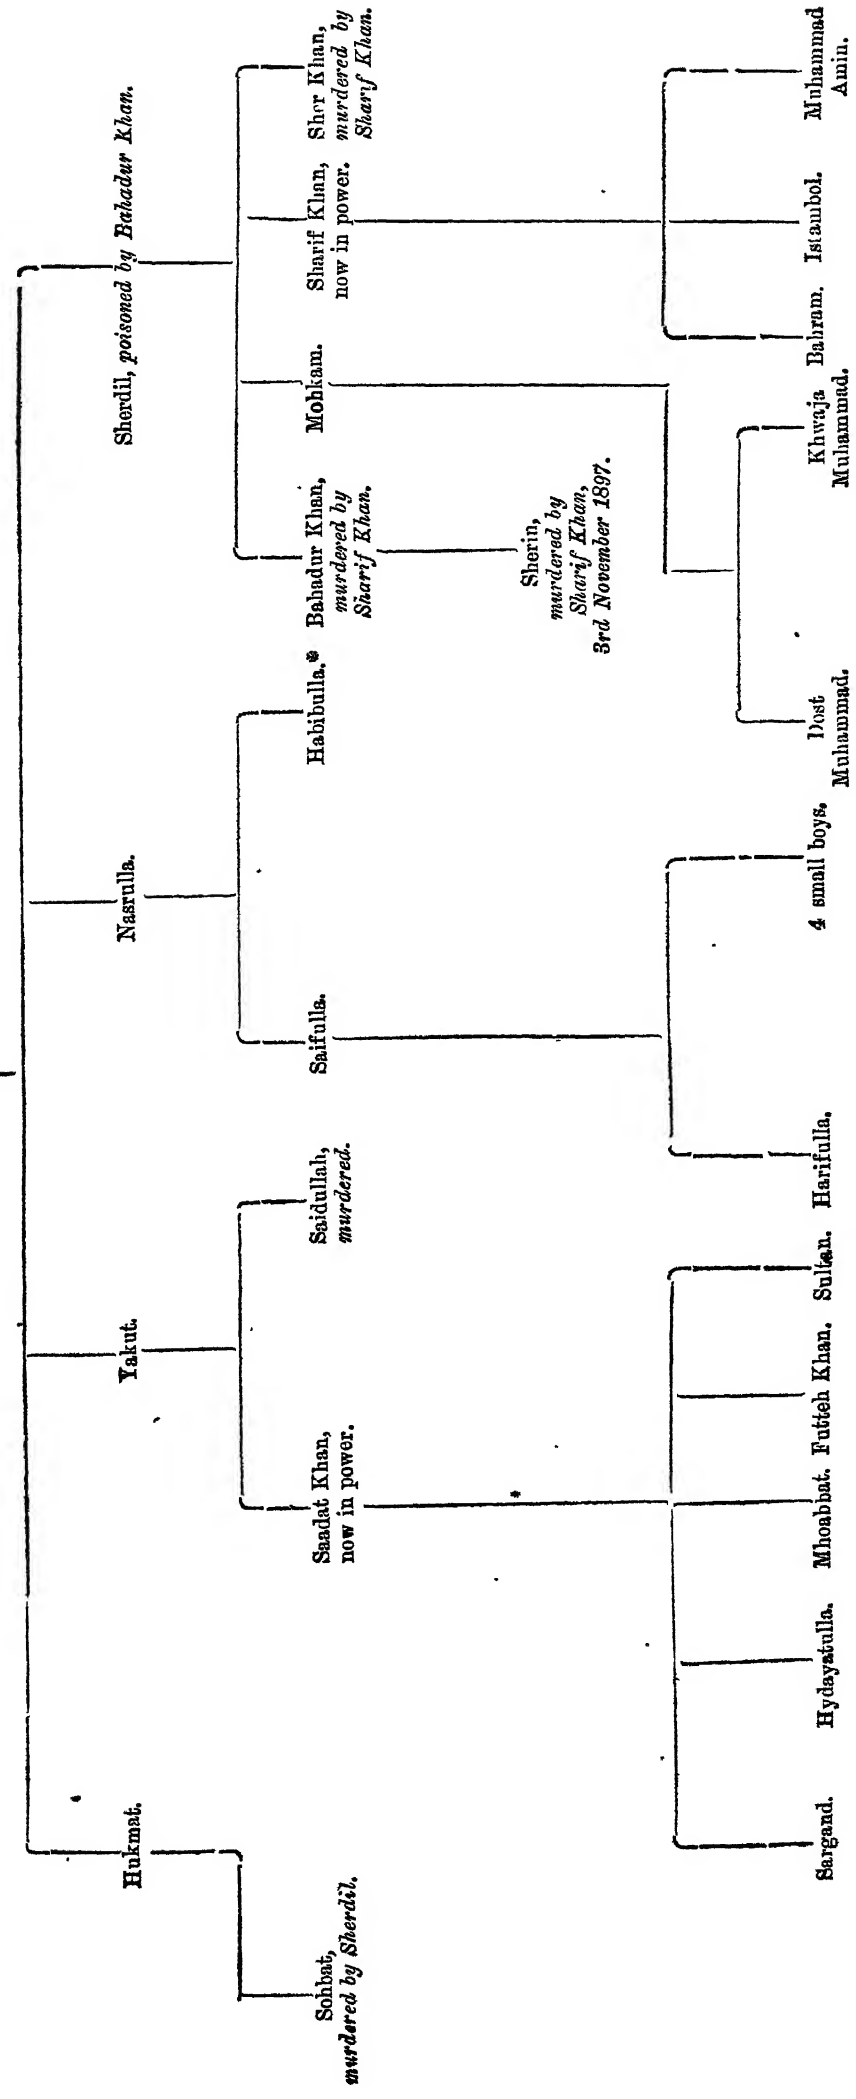 Hukmat.
Yakut.
Nasrulla.
Sherdil, poisoned by Bahadur Khan.
Sohbat,
murdered by Sherdil.
Saadat Khan,
now in power.
Saidullah,
murdered.
Saifulla.
Habibulla.*
Bahadur Khan,
murdered by
Sharif Khan.
Mohkam.
Sharif Khan,
now in power.
Sher Khan,
murdered by
Sharif Khan.
Sherin,
murdered by
Sharif Khan,
3rd November 1897.
Sargand.
Hydayatulla.
Mhoabbat.
Futteh Khan.
Sultan.
Harifulla.
4 small boys.
Dost
Muhammad.
Khwaja
Muhammad.
Bahram.
Istambol.
Muhammad
Amin.